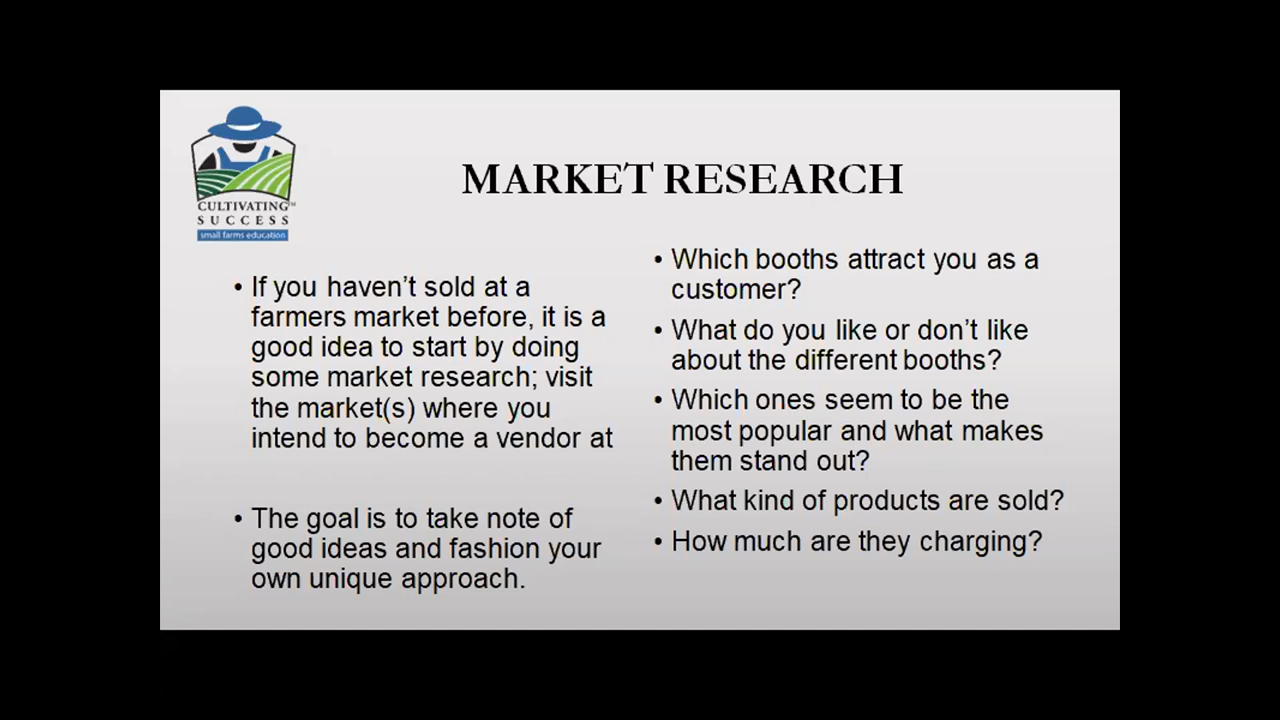 CULTIVATING™
SUCCESS
small farms education
MARKET RESEARCH
• If you haven’t sold at a
farmers market before, it is a
good idea to start by doing
some market research; visit
the market(s) where you
intend to become a vendor at
• The goal is to take note of
good ideas and fashion your
own unique approach.
• Which booths attract you as a
customer?
• What do you like or don’t like
about the different booths?
• Which ones seem to be the
most popular and what makes
them stand out?
• What kind of products are sold?
• How much are they charging?